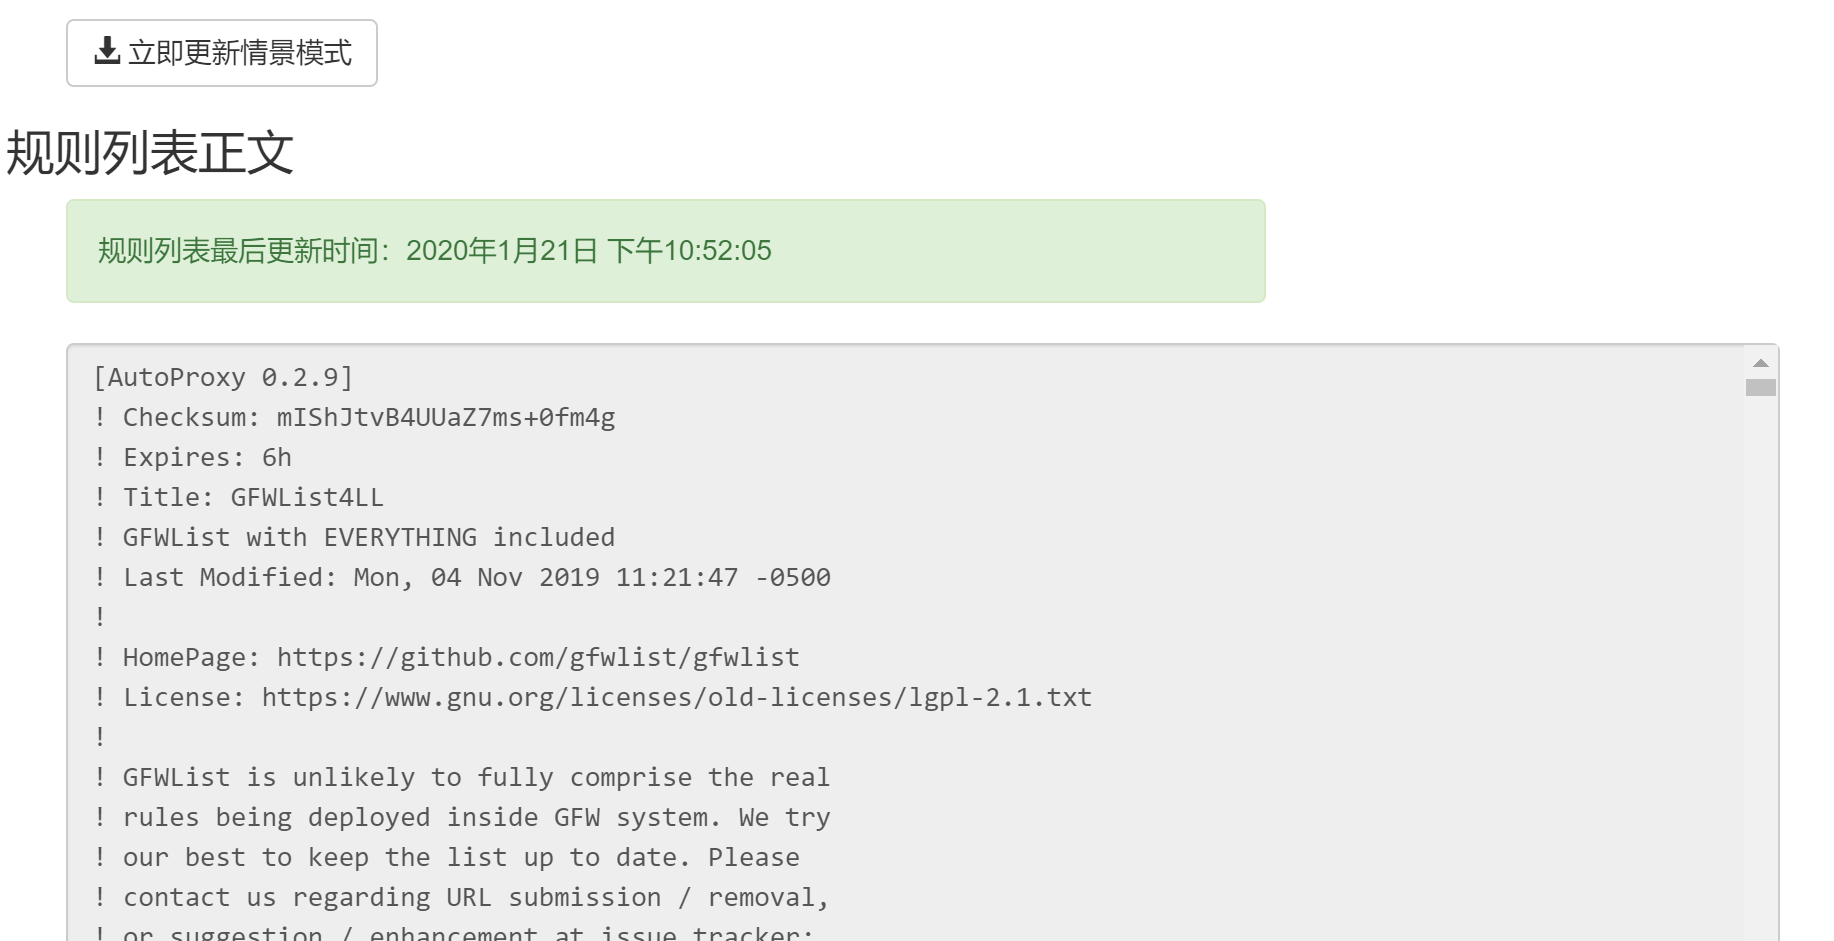 立即更新情景模式
规则列表正文
规则列表最后更新时间：2020年1月21日 下午10:52:05
[AutoProxy 0.2.9]
! Checksum: mIShJtvB4UUaZ7ms+0fm4g
! Expires: 6h
! Title: GFWList4LL
! GFWList with EVERYTHING included
! Last Modified: Mon, 04 Nov 2019 11:21:47 -0500
!
! HomePage: https://github.com/gfwlist/gfwlist
! License: https://www.gnu.org/licenses/old-licenses/lgpl-2.1.txt
!
! GFWList is unlikely to fully comprise the real
! rules being deployed inside GFW system. We try
! our best to keep the list up to date. Please
! contact us regarding URL submission / removal,
! or suggestion / enhancement at issue tracker: